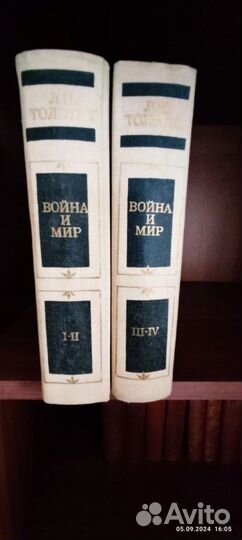 Л.Н.
ТОЛСТОЙ
ВОЙНА
И
МИР
I-II
Л.Н.
ТОЛСТОЙ
ВОЙНА
И
МИР
III-IV
Avito
05.09.2024 16:05